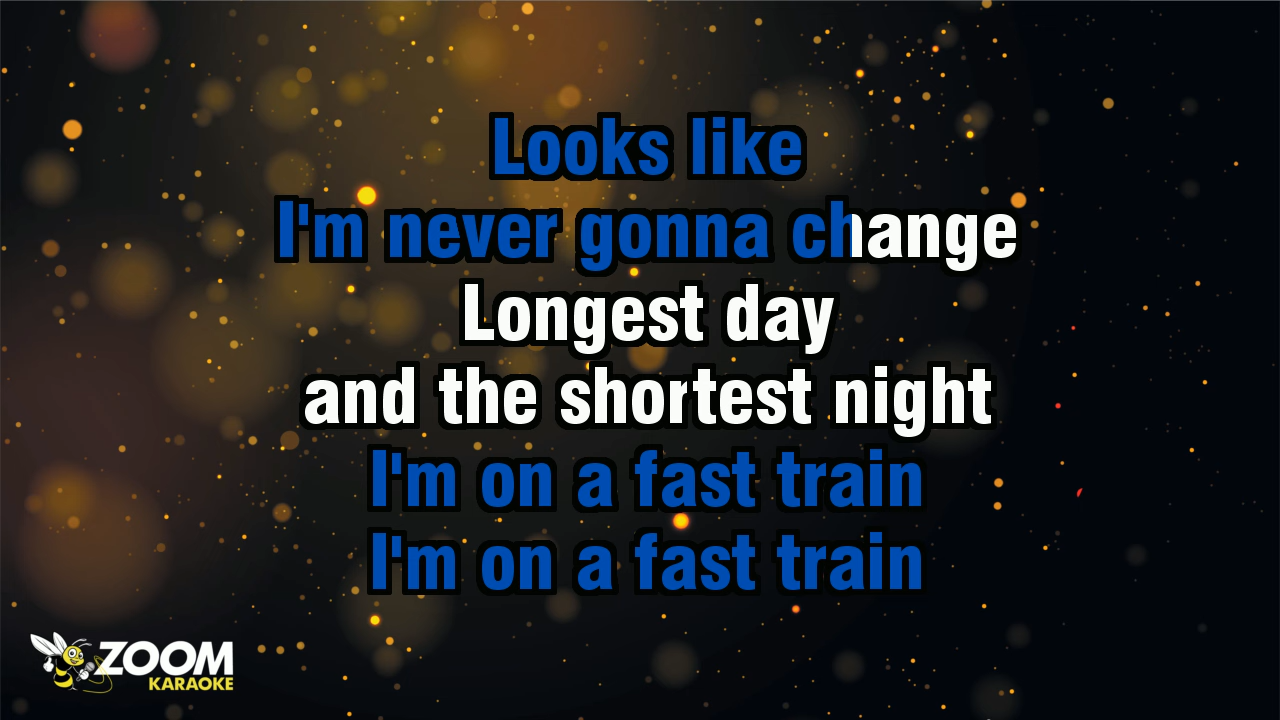 Looks like
I'm never gonna change
Longest day
and the shortest night
I'm on a fast train
I'm on a fast train
ZOOM
KARAOKE